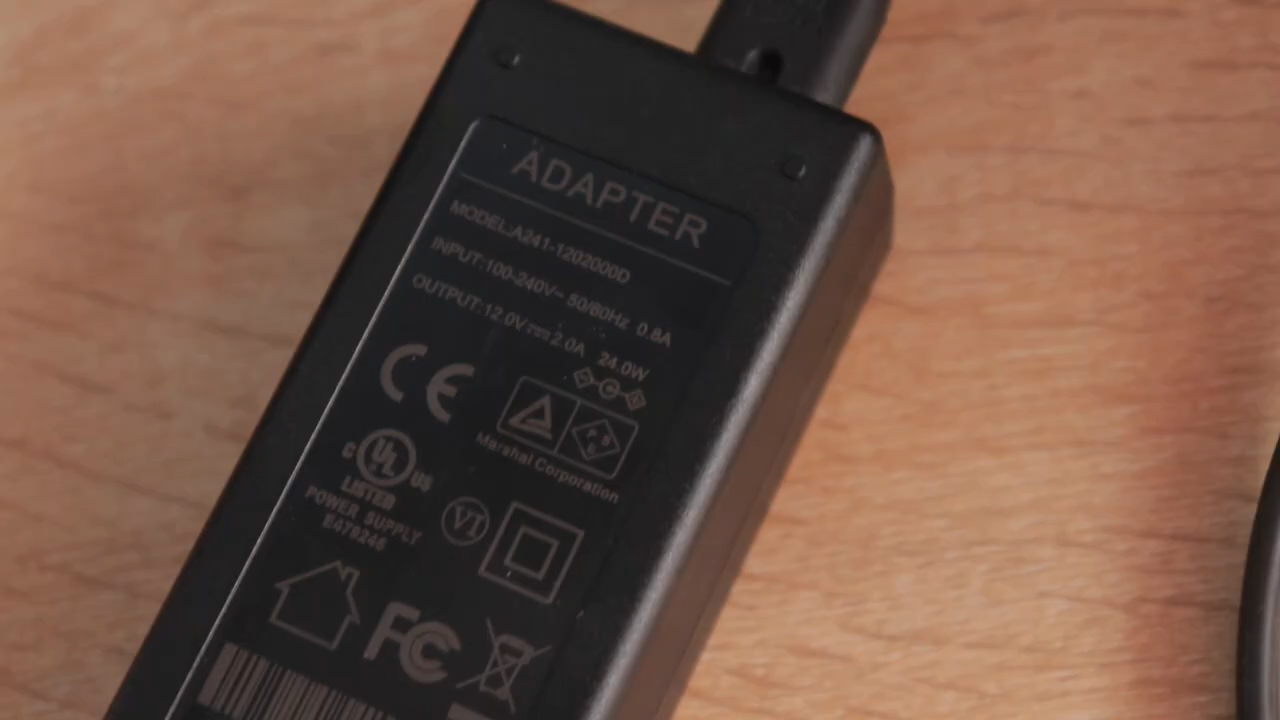 ADAPTER
MODEL:A241-1202000D
INPUT:100-240V~ 50/60Hz 0.8A
OUTPUT:12.0V⎓2.0A 24.0W
CE
PS
E
Marshal Corporation
C UL US
LISTED
POWER SUPPLY
E479246
VI
FC